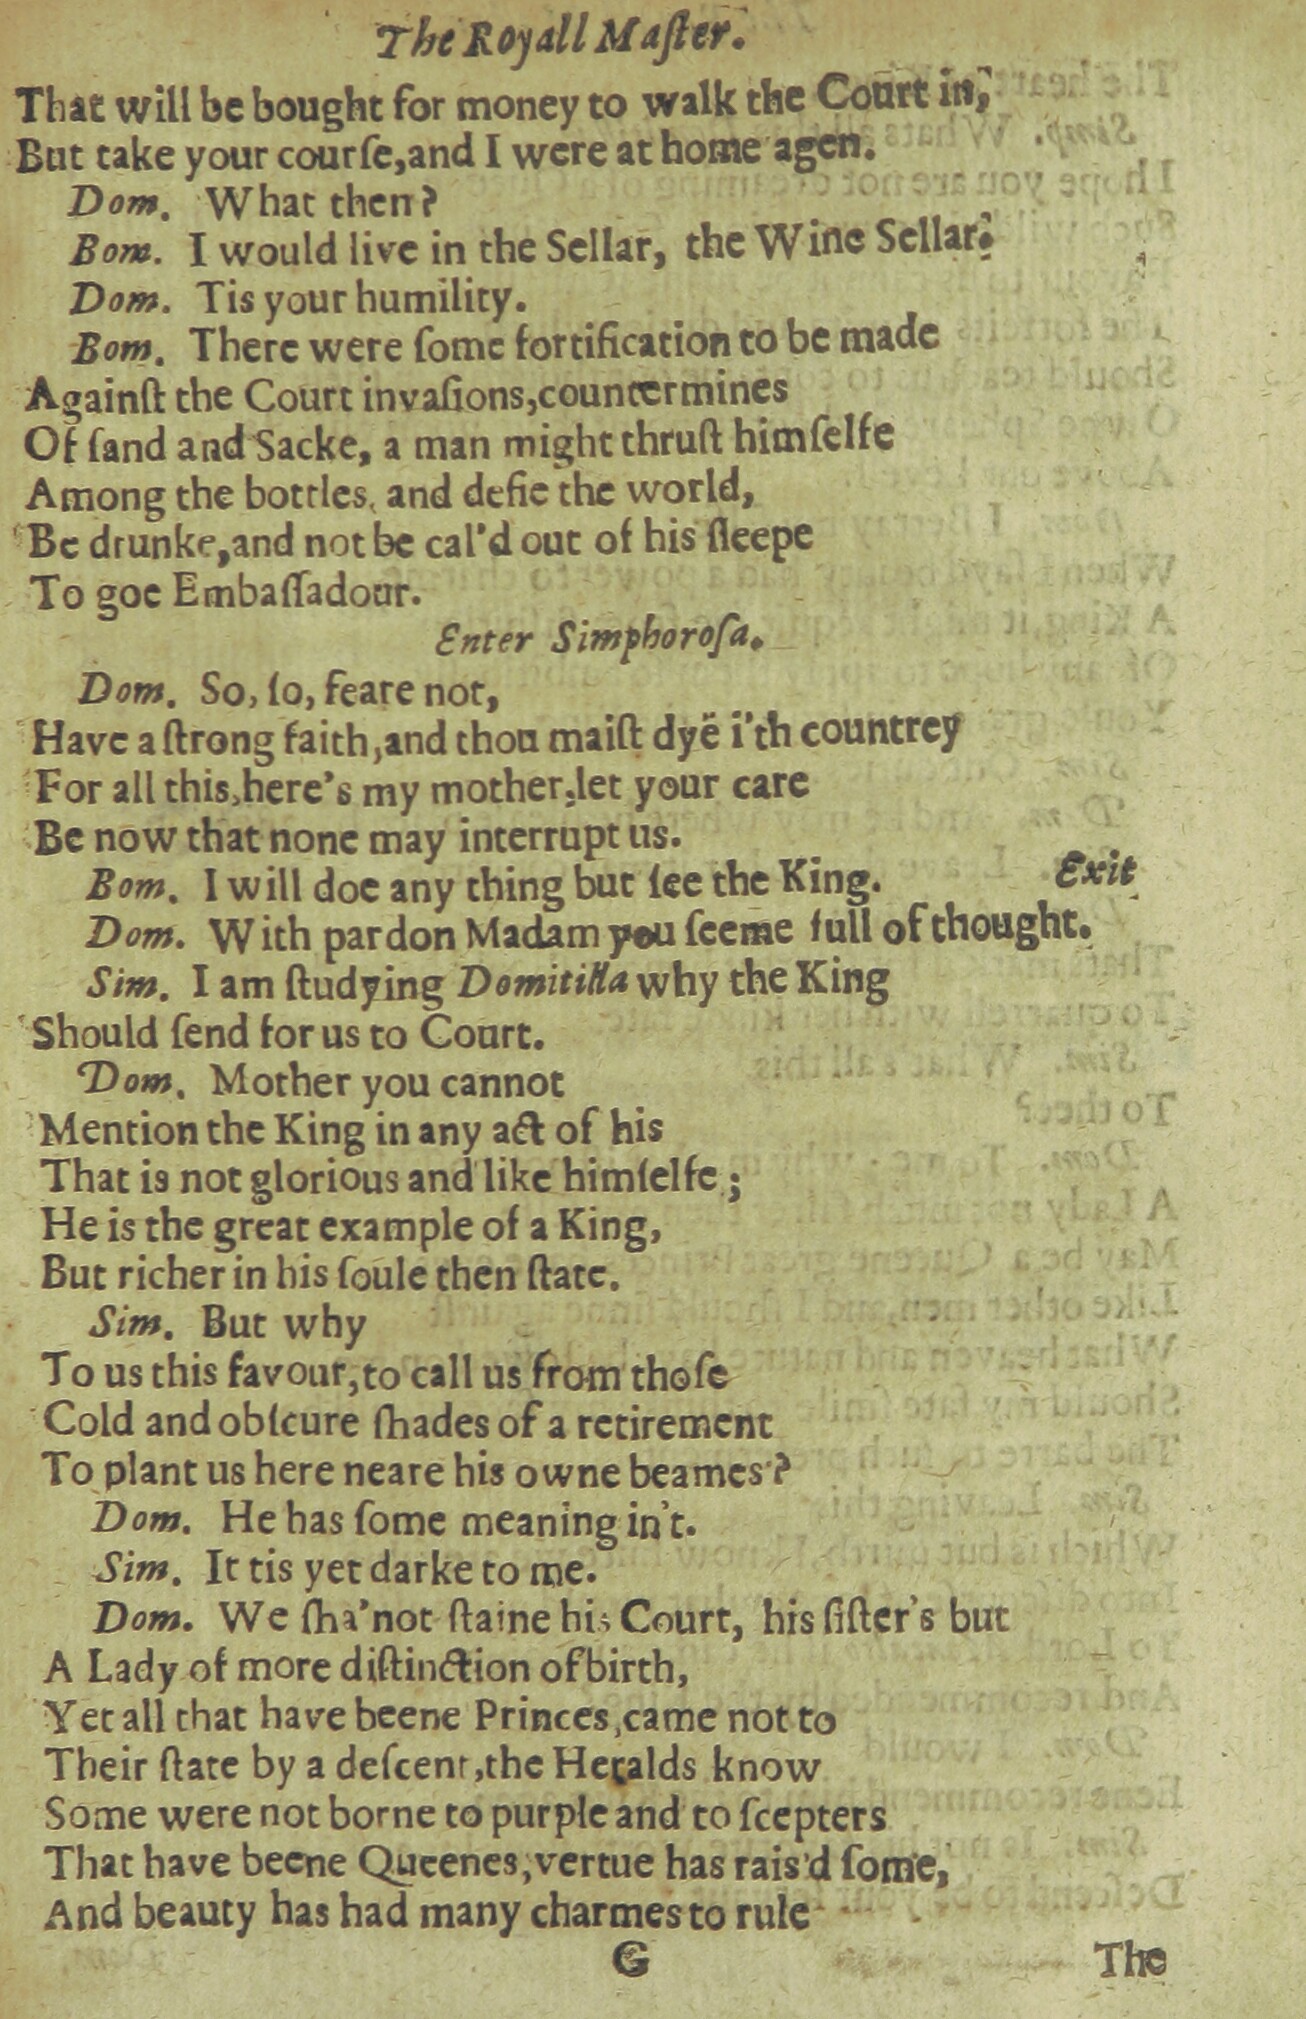 The Royall Maſter.
That will be bought for money to walk the Court in,
But take your courſe,and I were at home agen.
Dom. What then?
Bom. I would live in the Sellar, the Wine Sellar.
Dom. Tis your humility.
Bom. There were ſome fortification to be made
Againſt the Court invaſions,countermines
Of ſand and Sacke, a man might thruſt himſelfe
Among the bottles, and defie the world,
Be drunke,and not be cal'd out of his ſleepe
To goe Embaſſadour.
Enter Simphoroſa.
Dom. So, ſo, feare not,
Have a ſtrong faith,and thou maiſt dye i'th countrey
For all this,here's my mother,let your care
Be now that none may interrupt us.
Bom. I will doe any thing but ſee the King. Exit
Dom. With pardon Madam you ſeeme full of thought.
Sim. I am ſtudying Domitilla why the King
Should ſend for us to Court.
Dom. Mother you cannot
Mention the King in any act of his
That is not glorious and like himſelfe ;
He is the great example of a King,
But richer in his ſoule then ſtate.
Sim. But why
To us this favour,to call us from thoſe
Cold and obſcure ſhades of a retirement
To plant us here neare his owne beames ?
Dom. He has ſome meaning in't.
Sim. It tis yet darke to me.
Dom. We ſha'not ſtaine his Court, his ſiſter's but
A Lady of more diſtinction of birth,
Yet all that have beene Princes,came not to
Their ſtate by a deſcent,the Heralds know
Some were not borne to purple and to ſcepters
That have beene Queenes,vertue has rais'd ſome,
And beauty has had many charmes to rule
G The